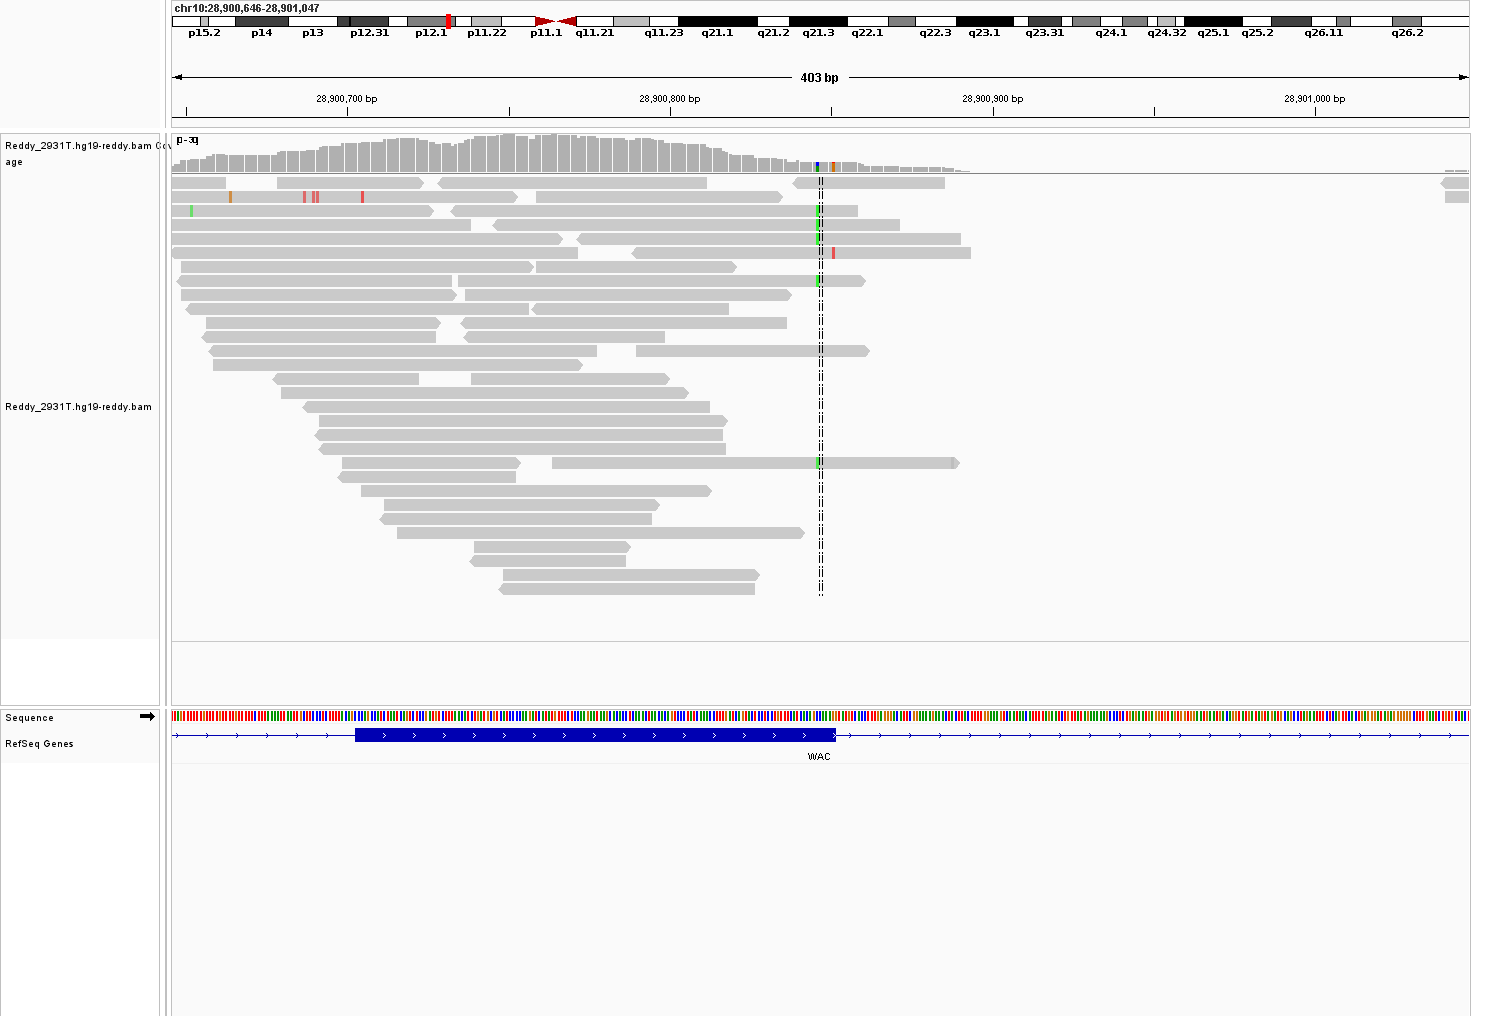 chr10:28,900,646-28,901,047
p15.2 p14 p13 p12.31 p12.1 p11.22 p11.1 q11.21 q11.23 q21.1 q21.2 q21.3 q22.1 q22.3 q23.1 q23.31 q24.1 q24.32 q25.1 q25.2 q26.11 q26.2
403 bp
28,900,700 bp 28,900,800 bp 28,900,900 bp 28,901,000 bp
[0 - 30]
Reddy_2931T.hg19-reddy.bam Cov
age
Reddy_2931T.hg19-reddy.bam
Sequence
RefSeq Genes
WAC